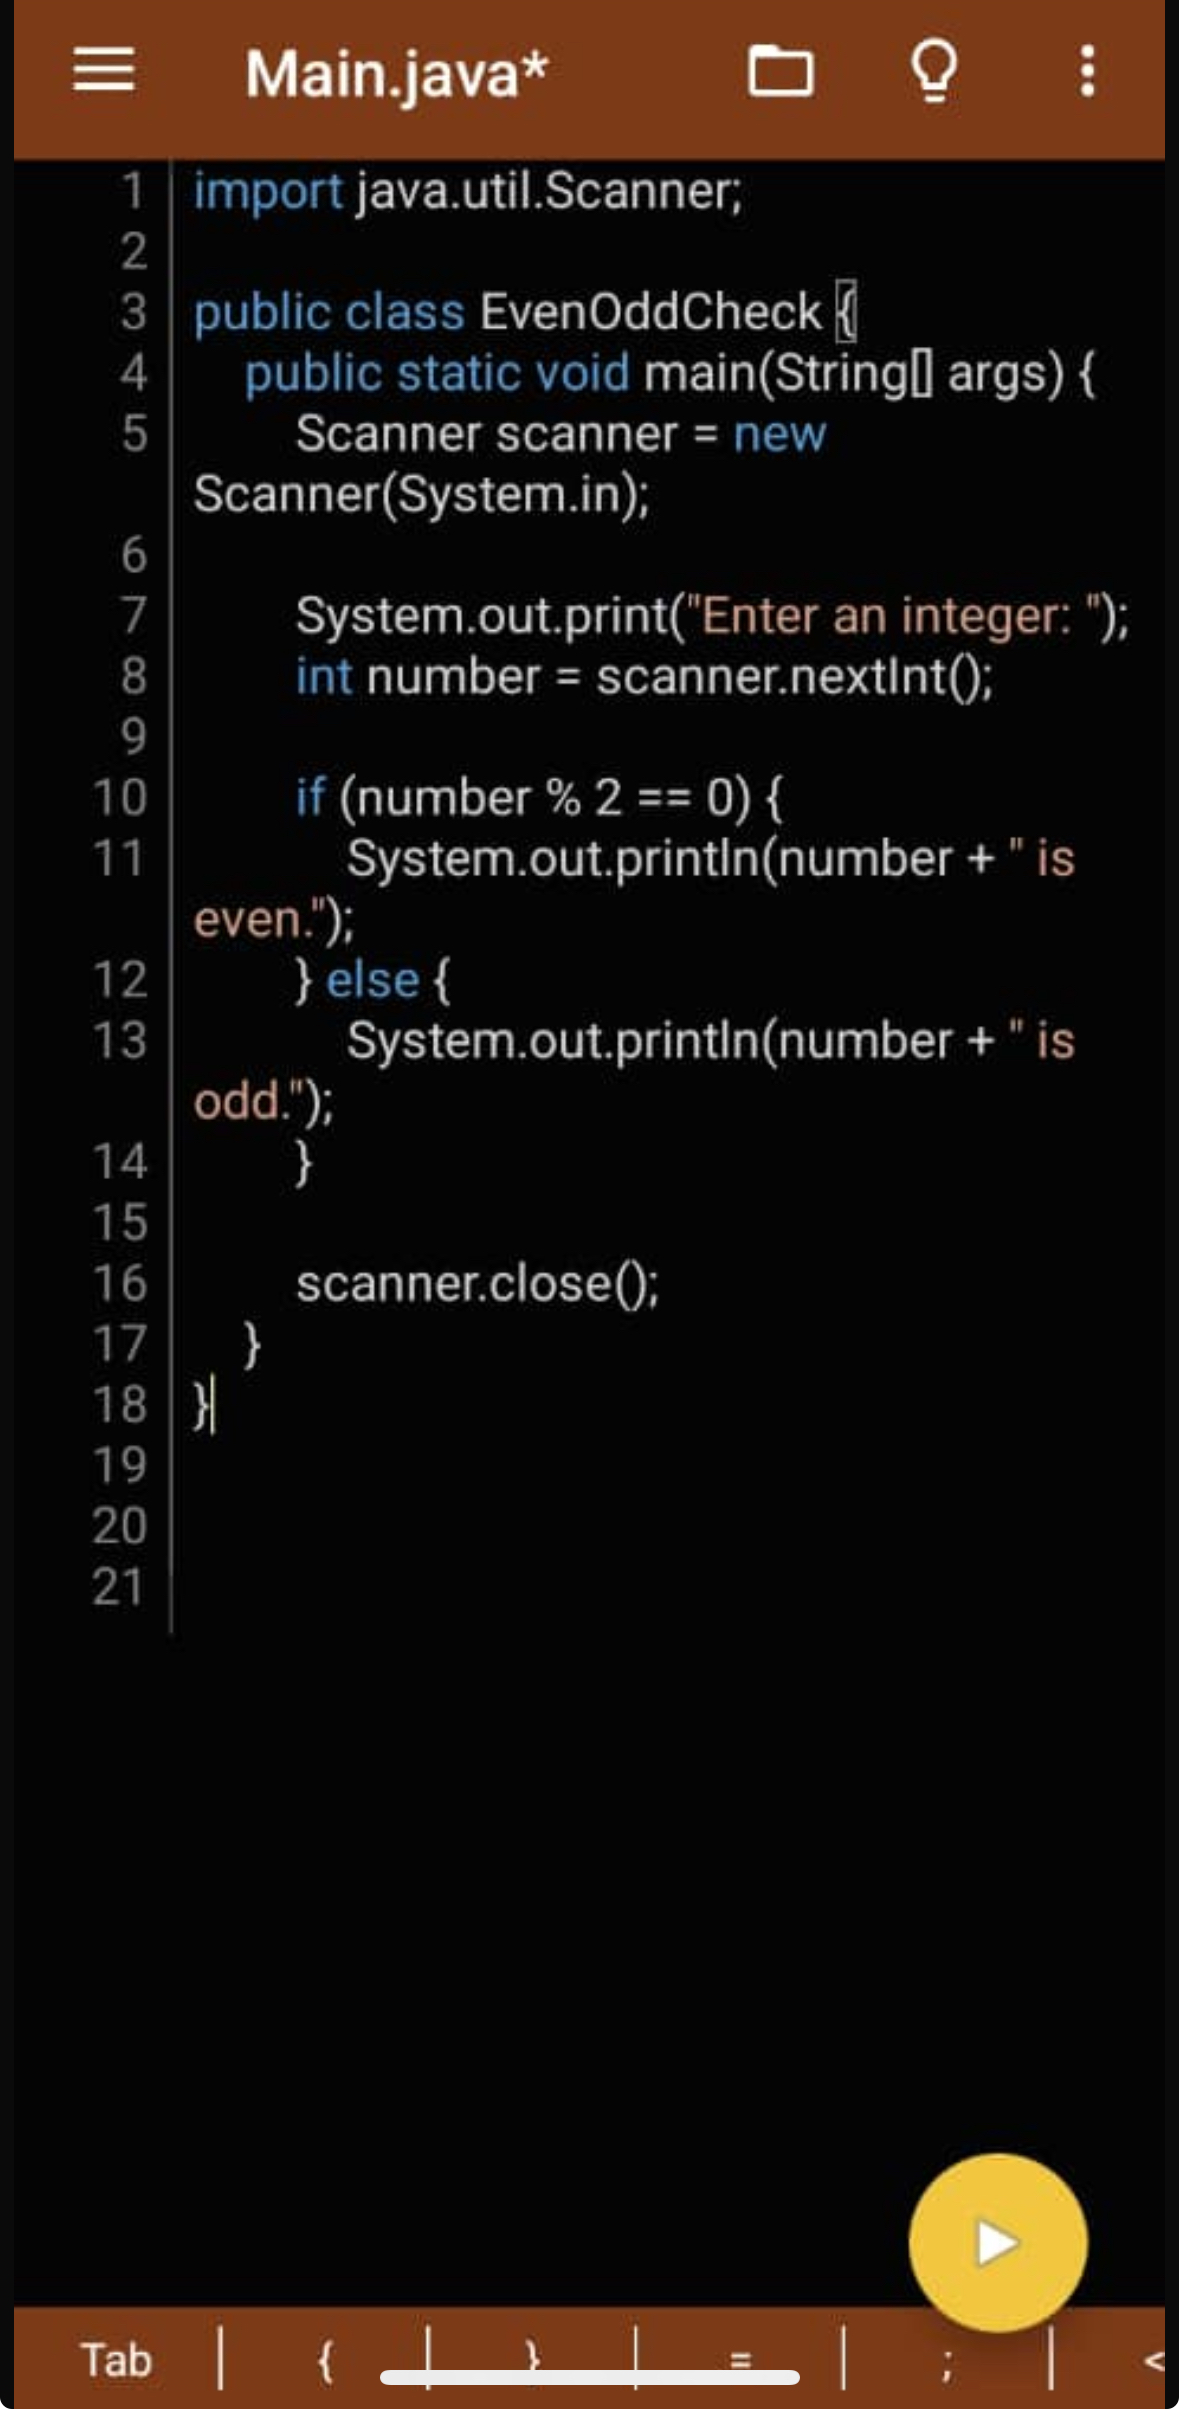 Main.java*
1 import java.util.Scanner;
2
3 public class EvenOddCheck {
4 public static void main(String[] args) {
5 Scanner scanner = new
Scanner(System.in);
6
7 System.out.print("Enter an integer: ");
8 int number = scanner.nextInt();
9
10 if (number % 2 == 0) {
11 System.out.println(number + " is
even.");
12 } else {
13 System.out.println(number + " is
odd.");
14 }
15
16 scanner.close();
17 }
18 }
19
20
21
Tab | { | } | = | ; | <